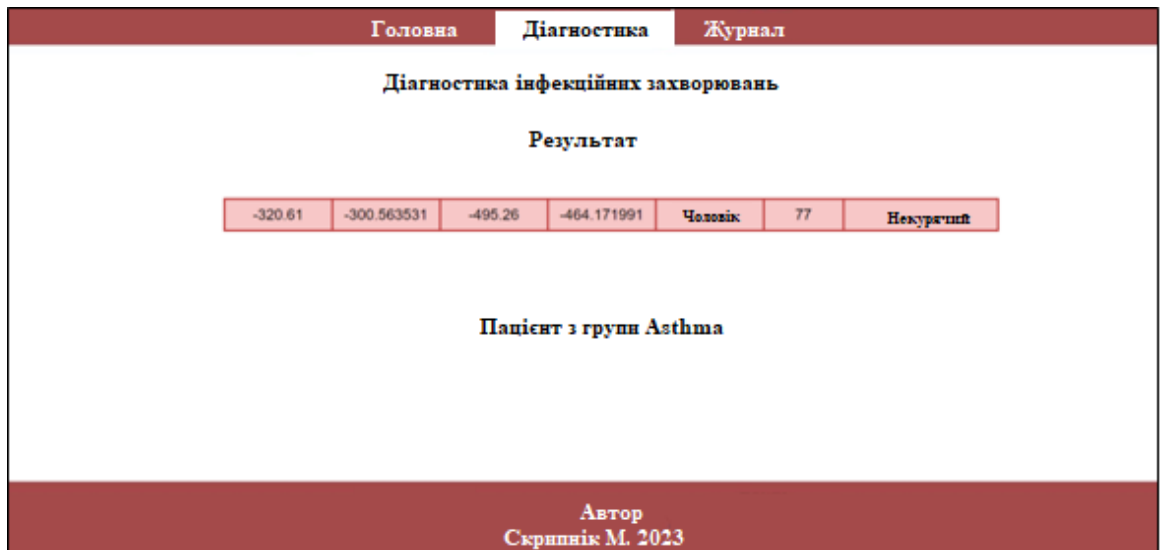 Головна Діагностика Журнал
Діагностика інфекційних захворювань
Результат
-320.61 -300.563531 -495.26 -464.171991 Чоловік 77 Некурячий
Пацієнт з групи Asthma
Автор
Скрипнік М. 2023